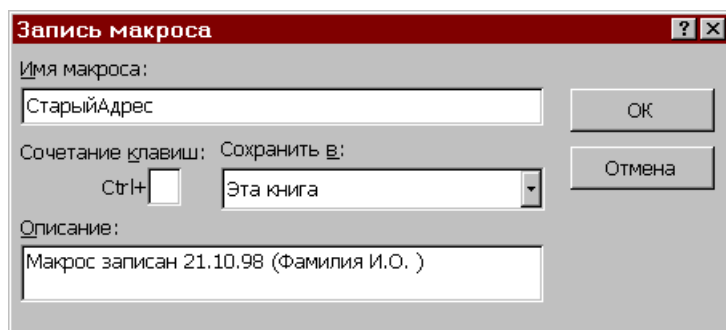 Запись макроса
Имя макроса:
СтарыйАдрес
ОК
Сочетание клавиш: Сохранить в:
Ctrl+ Эта книга
Отмена
Описание:
Макрос записан 21.10.98 (Фамилия И.О. )